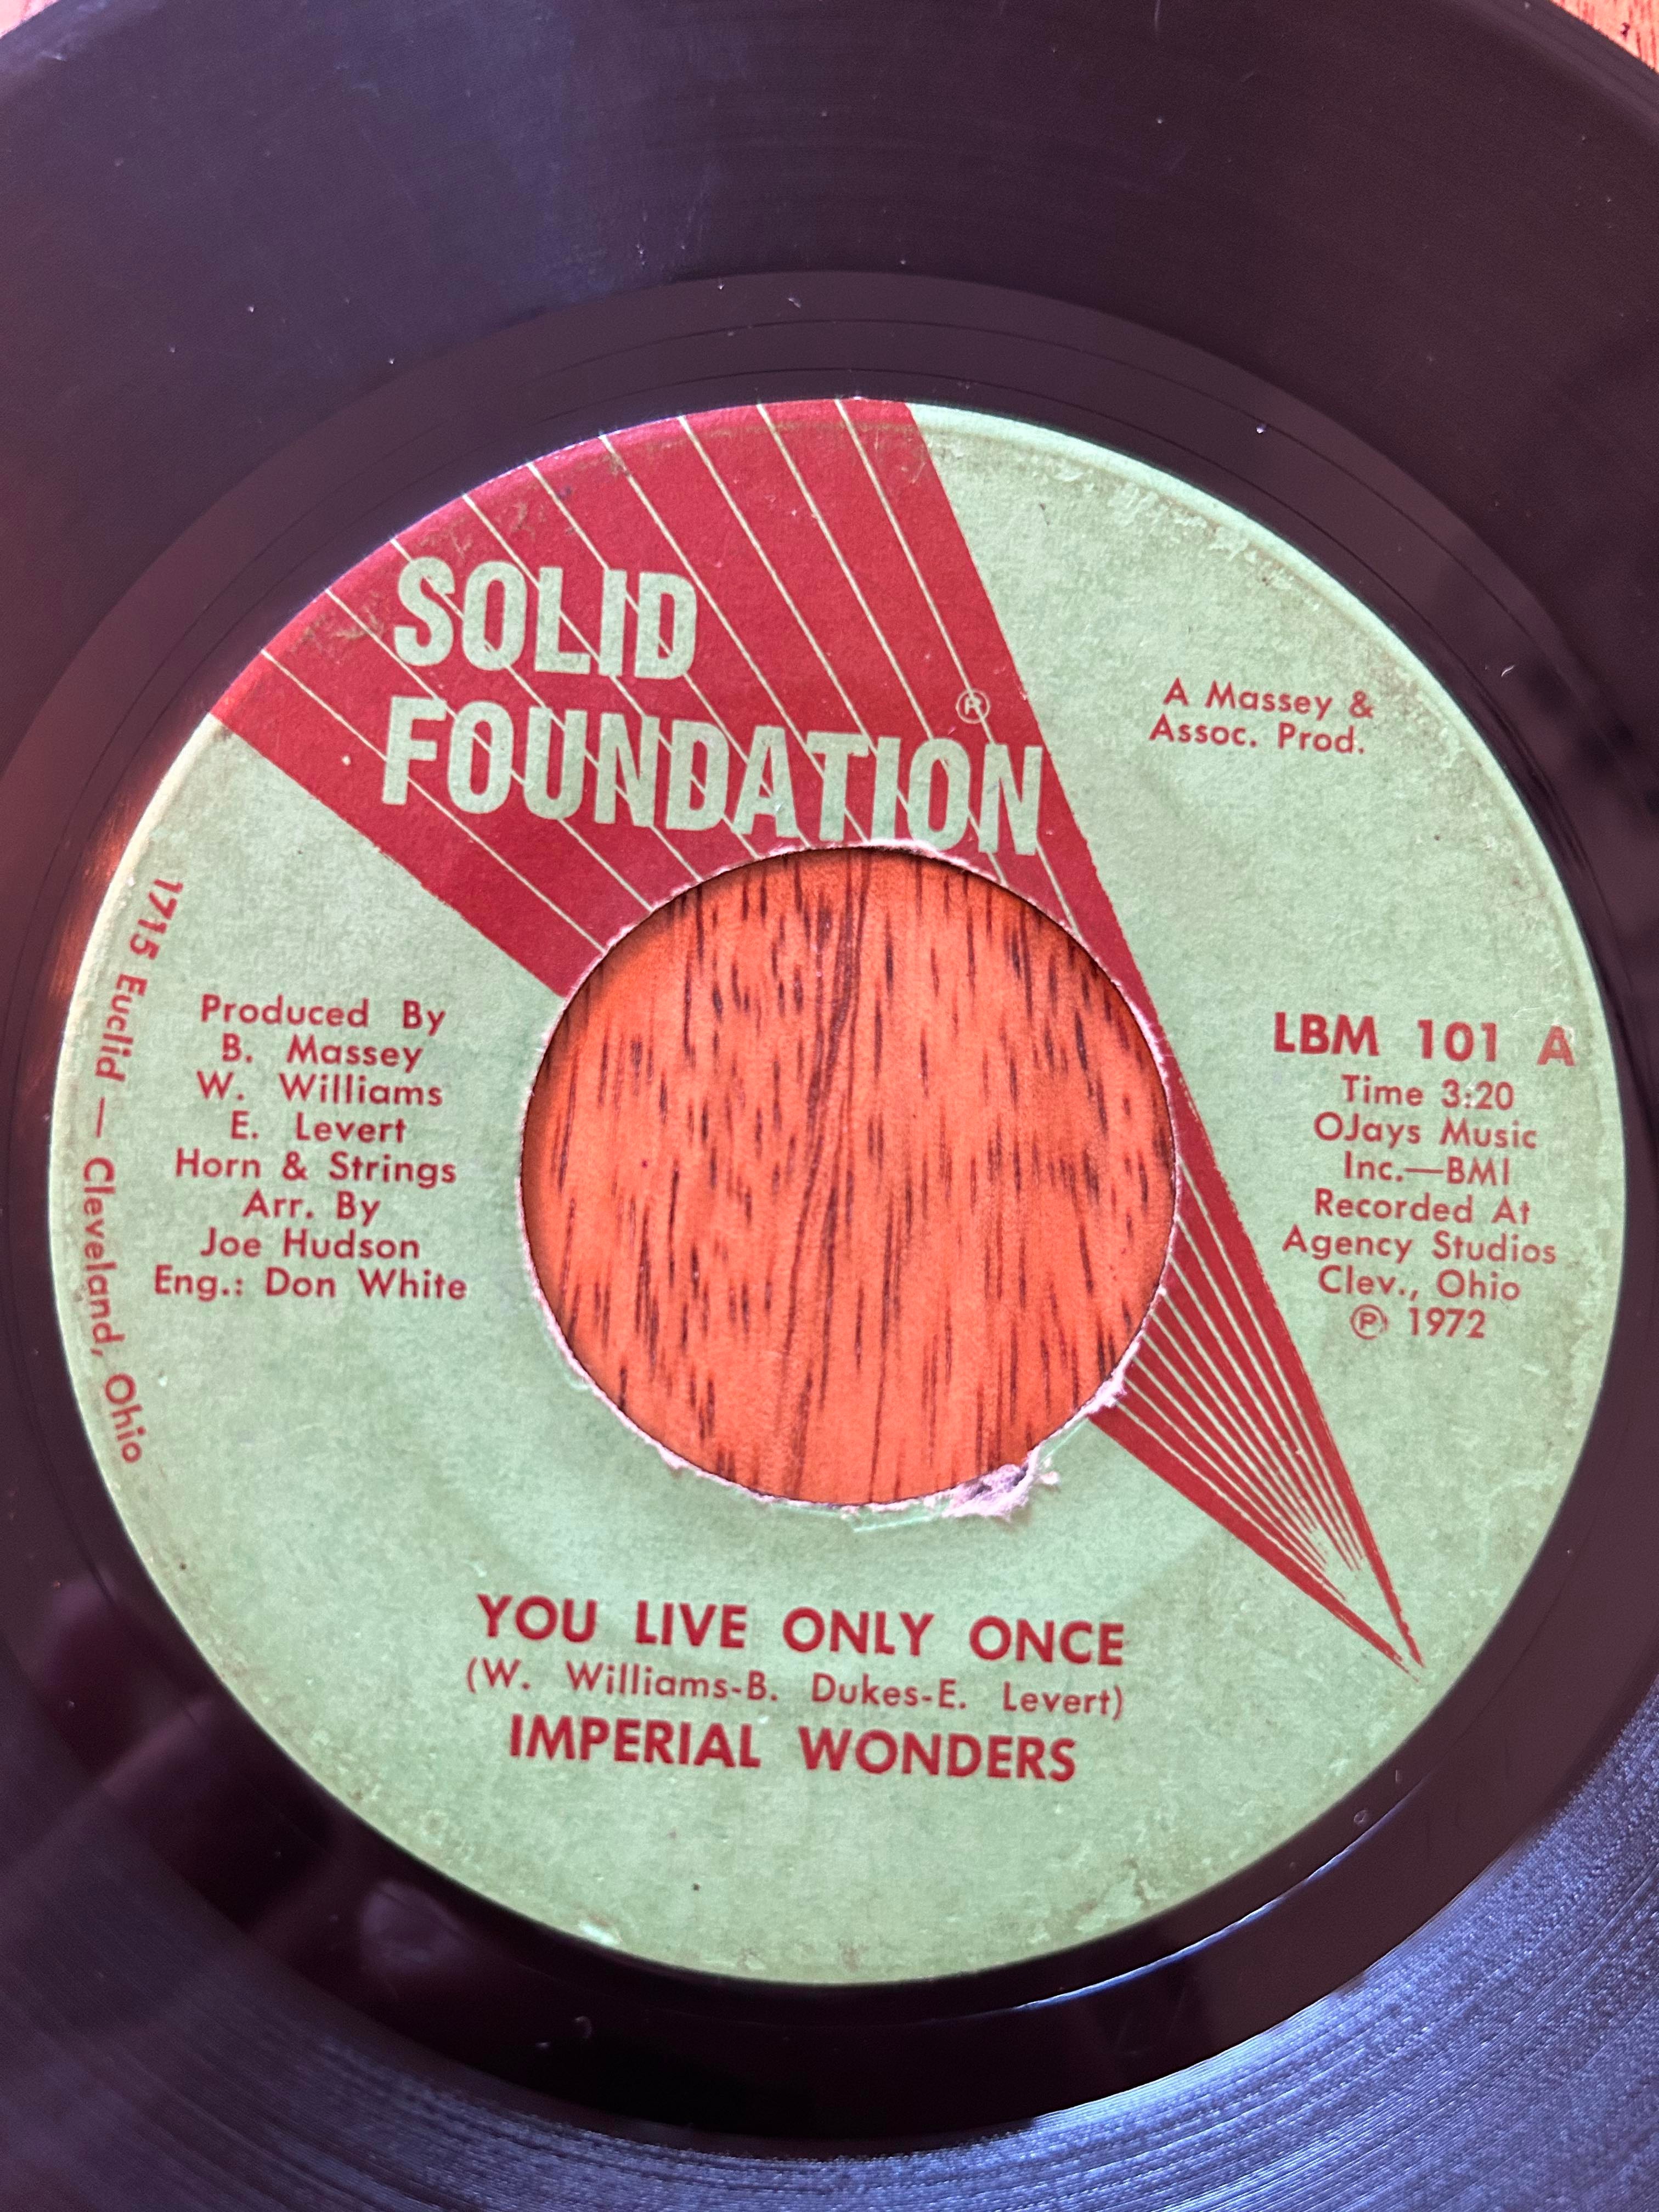 SOLID
FOUNDATION
®
A Massey &
Assoc. Prod.
1715 Euclid — Cleveland, Ohio
Produced By
B. Massey
W. Williams
E. Levert
Horn & Strings
Arr. By
Joe Hudson
Eng.: Don White
LBM 101 A
Time 3:20
OJays Music
Inc.—BMI
Recorded At
Agency Studios
Clev., Ohio
℗ 1972
YOU LIVE ONLY ONCE
(W. Williams-B. Dukes-E. Levert)
IMPERIAL WONDERS